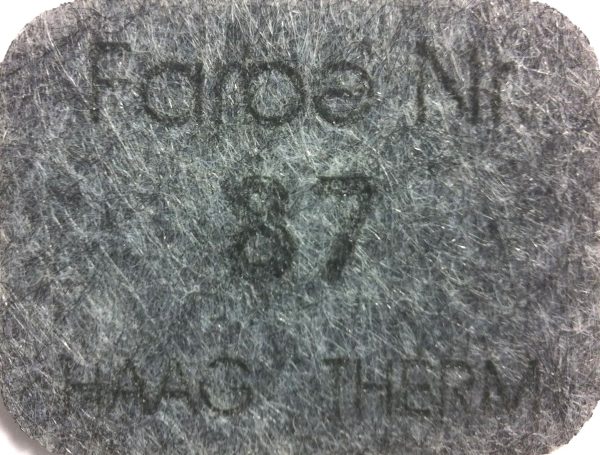 Farbe Nr.
87
HAAG THERM